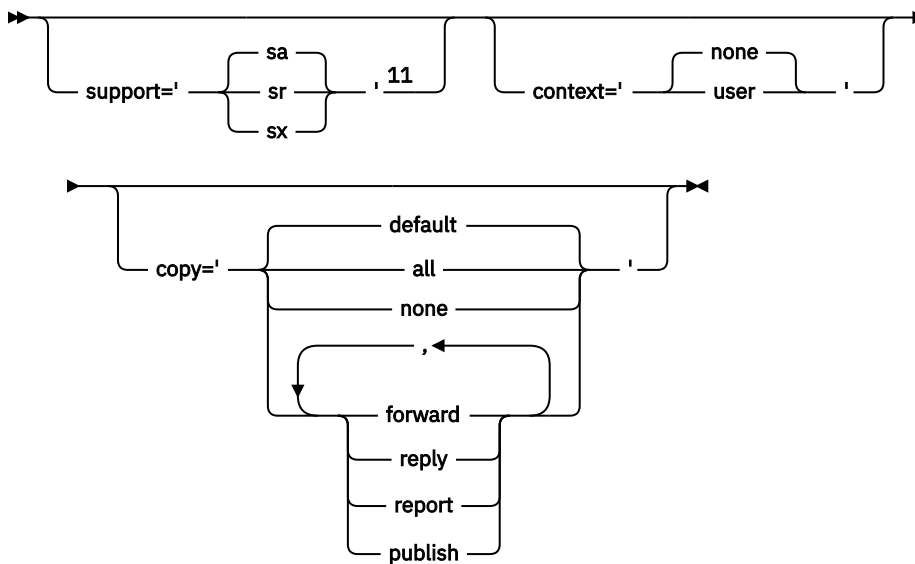 sa
none
support=' sr ' 11 context=' user '
sx
default
copy=' all '
none
,
forward
reply
report
publish